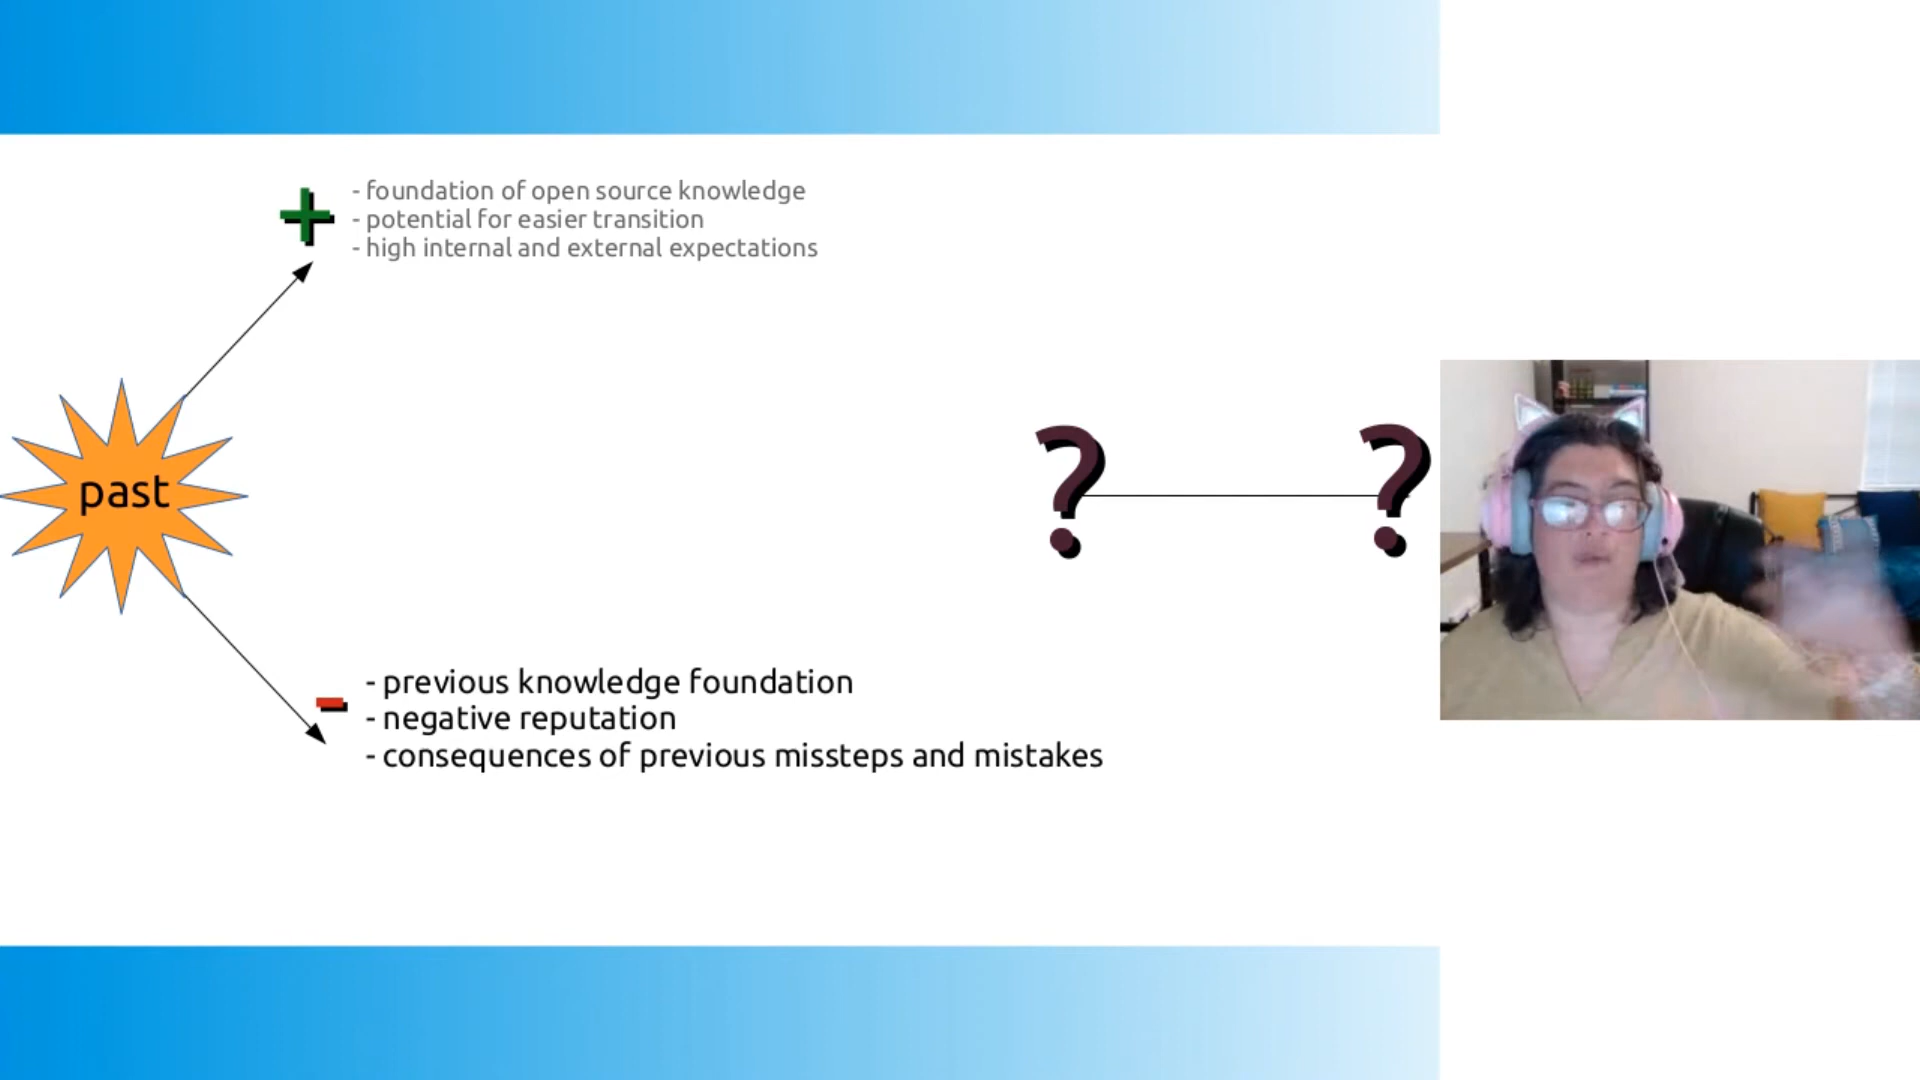 - foundation of open source knowledge
- potential for easier transition
- high internal and external expectations
past
? ?
- previous knowledge foundation
- negative reputation
- consequences of previous missteps and mistakes